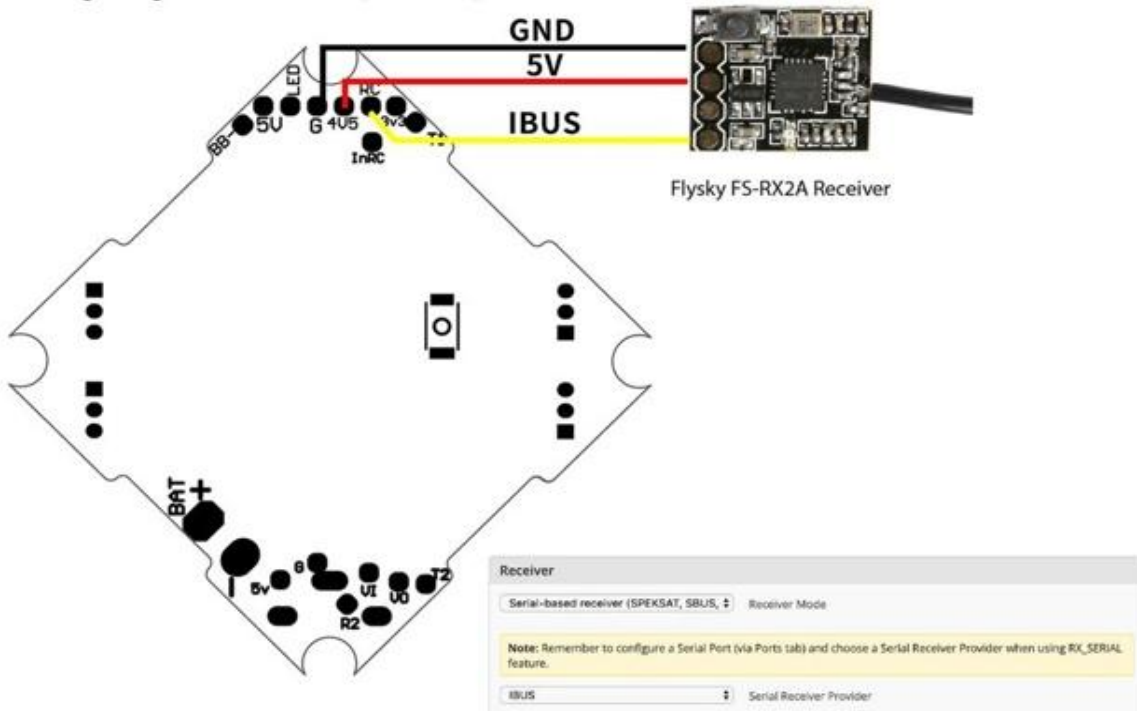 GND
5V
IBUS
LED
RC
BB-
5V
G
4V5
3v3
T1
InRC
Flysky FS-RX2A Receiver
BAT
+
-
5v
G
VI
VO
T2
R2
Receiver
Serial-based receiver (SPEKSAT, SBUS, Receiver Mode
Note: Remember to configure a Serial Port (via Ports tab) and choose a Serial Receiver Provider when using RX_SERIAL
feature.
IBUS Serial Receiver Provider